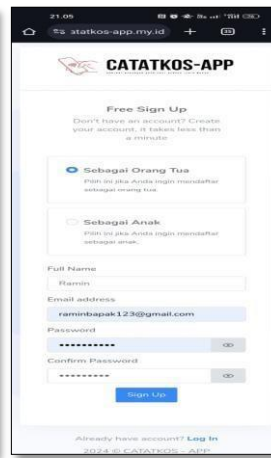 21.05
atatkos-app.my.id
CATATKOS-APP
Free Sign Up
Don't have an account? Create
your account, it takes less than
a minute
Sebagai Orang Tua
Pilih ini jika Anda ingin mendaftar
sebagai orang tua.
Sebagai Anak
Pilih ini jika Anda ingin mendaftar
sebagai anak.
Full Name
Ramin
Email address
raminbapak123@gmail.com
Password
Confirm Password
Sign Up
Already have account? Log In
2024 © CATATKOS - APP